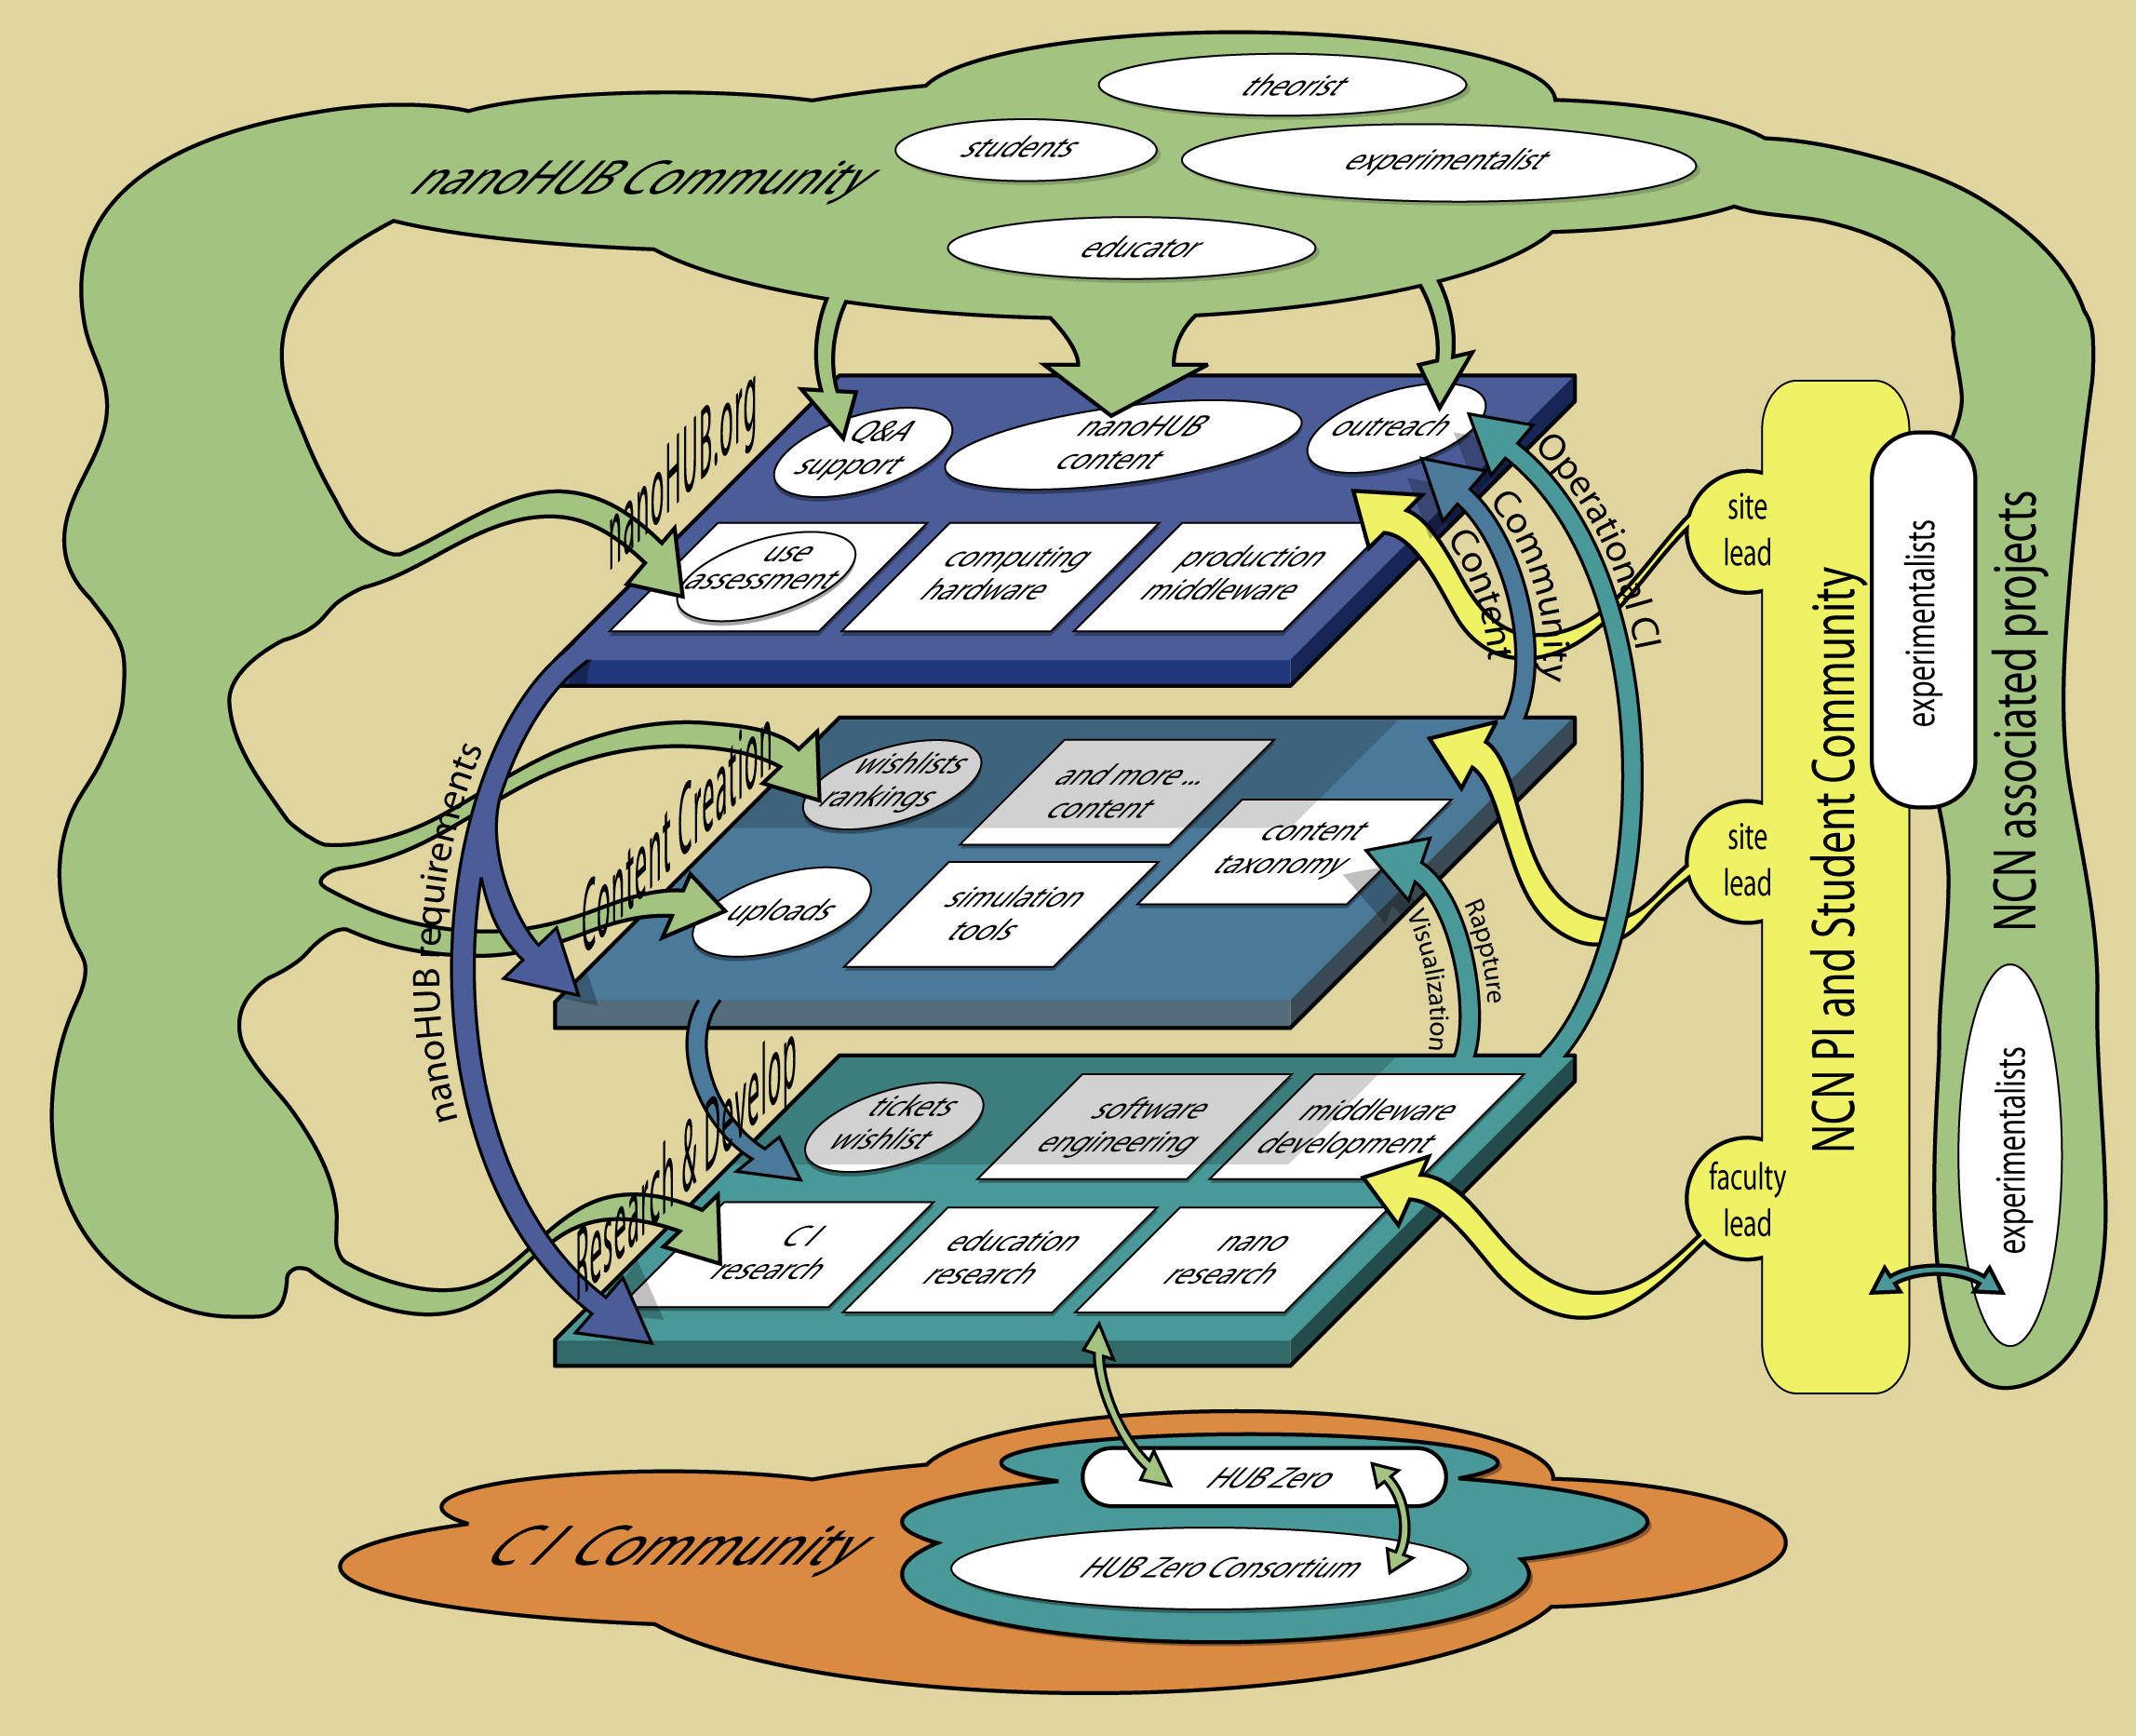 theorist
students
experimentalist
nanoHUB Community
educator
nanoHUB.org
Q&A
support
nanoHUB
content
outreach
use
assessment
computing
hardware
production
middleware
Content
Community
Operational CI
nanoHUB requirements
Content Creation
wishlists
rankings
and more ...
content
content
taxonomy
uploads
simulation
tools
Visualization
Rappture
Research & Develop
tickets
wishlist
software
engineering
middleware
development
C I
research
education
research
nano
research
site
lead
site
lead
faculty
lead
NCN PI and Student Community
experimentalists
NCN associated projects
experimentalists
C I Community
HUB Zero
HUB Zero Consortium